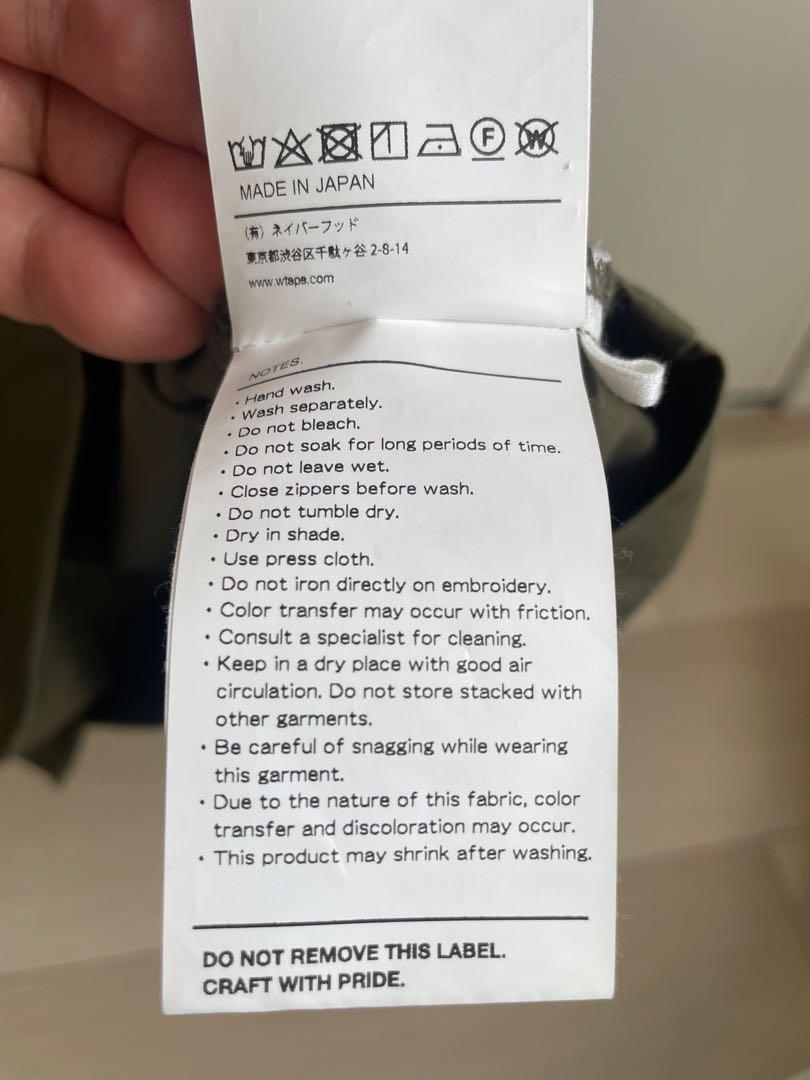 F W
MADE IN JAPAN
(有) ネイバーフッド
東京都渋谷区千駄ヶ谷 2-8-14
www.wtaps.com
NOTES.
・Hand wash.
・Wash separately.
・Do not bleach.
・Do not soak for long periods of time.
・Do not leave wet.
・Close zippers before wash.
・Do not tumble dry.
・Dry in shade.
・Use press cloth.
・Do not iron directly on embroidery.
・Color transfer may occur with friction.
・Consult a specialist for cleaning.
・Keep in a dry place with good air
circulation. Do not store stacked with
other garments.
・Be careful of snagging while wearing
this garment.
・Due to the nature of this fabric, color
transfer and discoloration may occur.
・This product may shrink after washing.
DO NOT REMOVE THIS LABEL.
CRAFT WITH PRIDE.